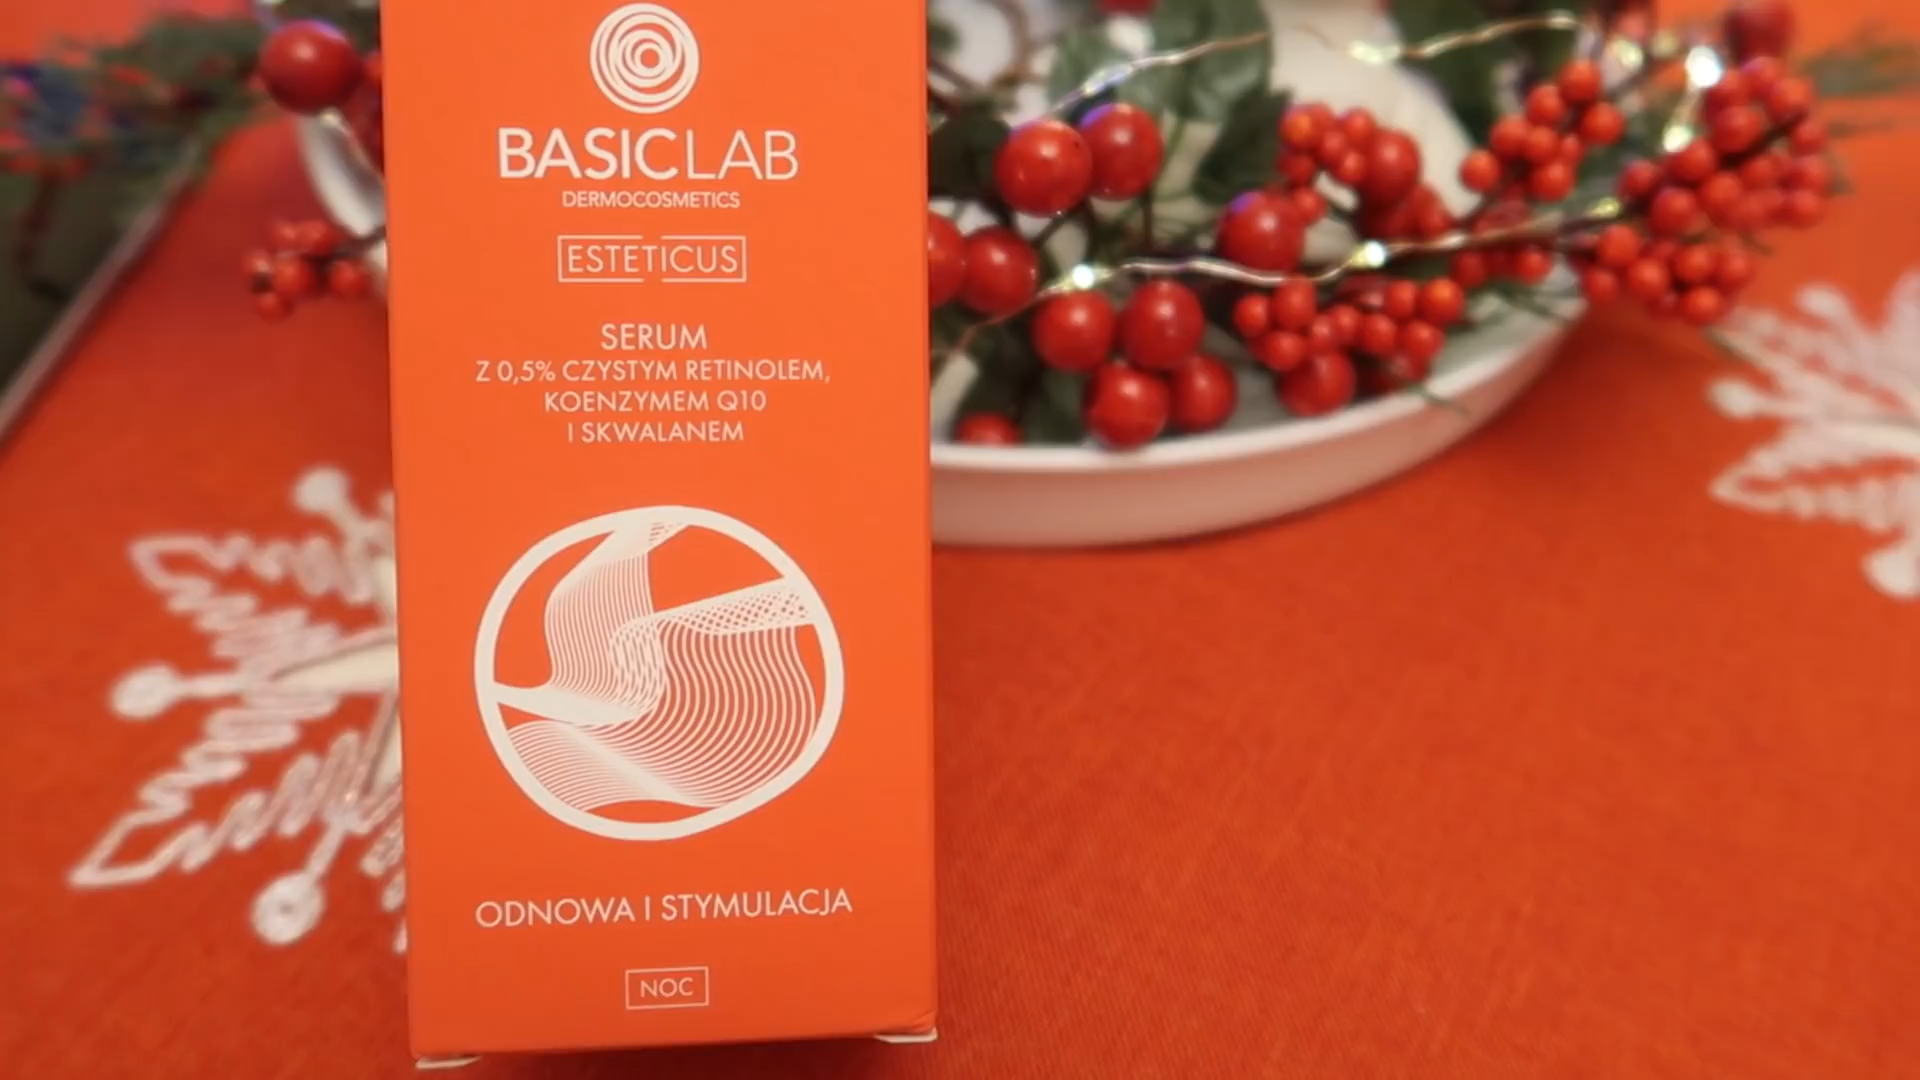 BASICLAB
DERMOCOSMETICS
ESTETICUS
SERUM
Z 0,5% CZYSTYM RETINOLEM,
KOENZYMEM Q10
I SKWALANEM
ODNOWA I STYMULACJA
NOC